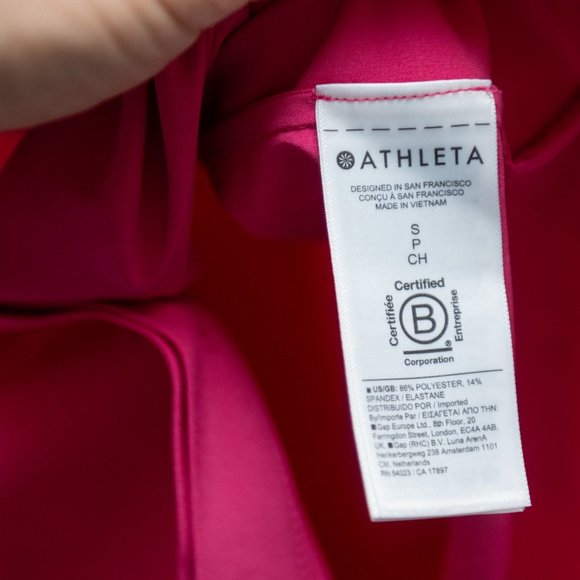 ATHLETA
DESIGNED IN SAN FRANCISCO
CONÇU À SAN FRANCISCO
MADE IN VIETNAM
S
P
CH
Certified
Certifiée
B
Entreprise
®
Corporation
■ US/GB: 86% POLYESTER, 14%
SPANDEX / ELASTANE
DISTRIBUIDO POR / Imported
By/Importe Par / ΕΙΣΑΓΕΤΑΙ ΑΠΟ ΤΗΝ:
■ Gap Europe Ltd., 8th Floor, 20
Farringdon Street, London, EC4A 4AB,
UK, ■ Gap (RHC) B.V. Luna ArenA
Herikerbergweg 238 Amsterdam 1101
CM, Netherlands
RN 54023 / CA 17897